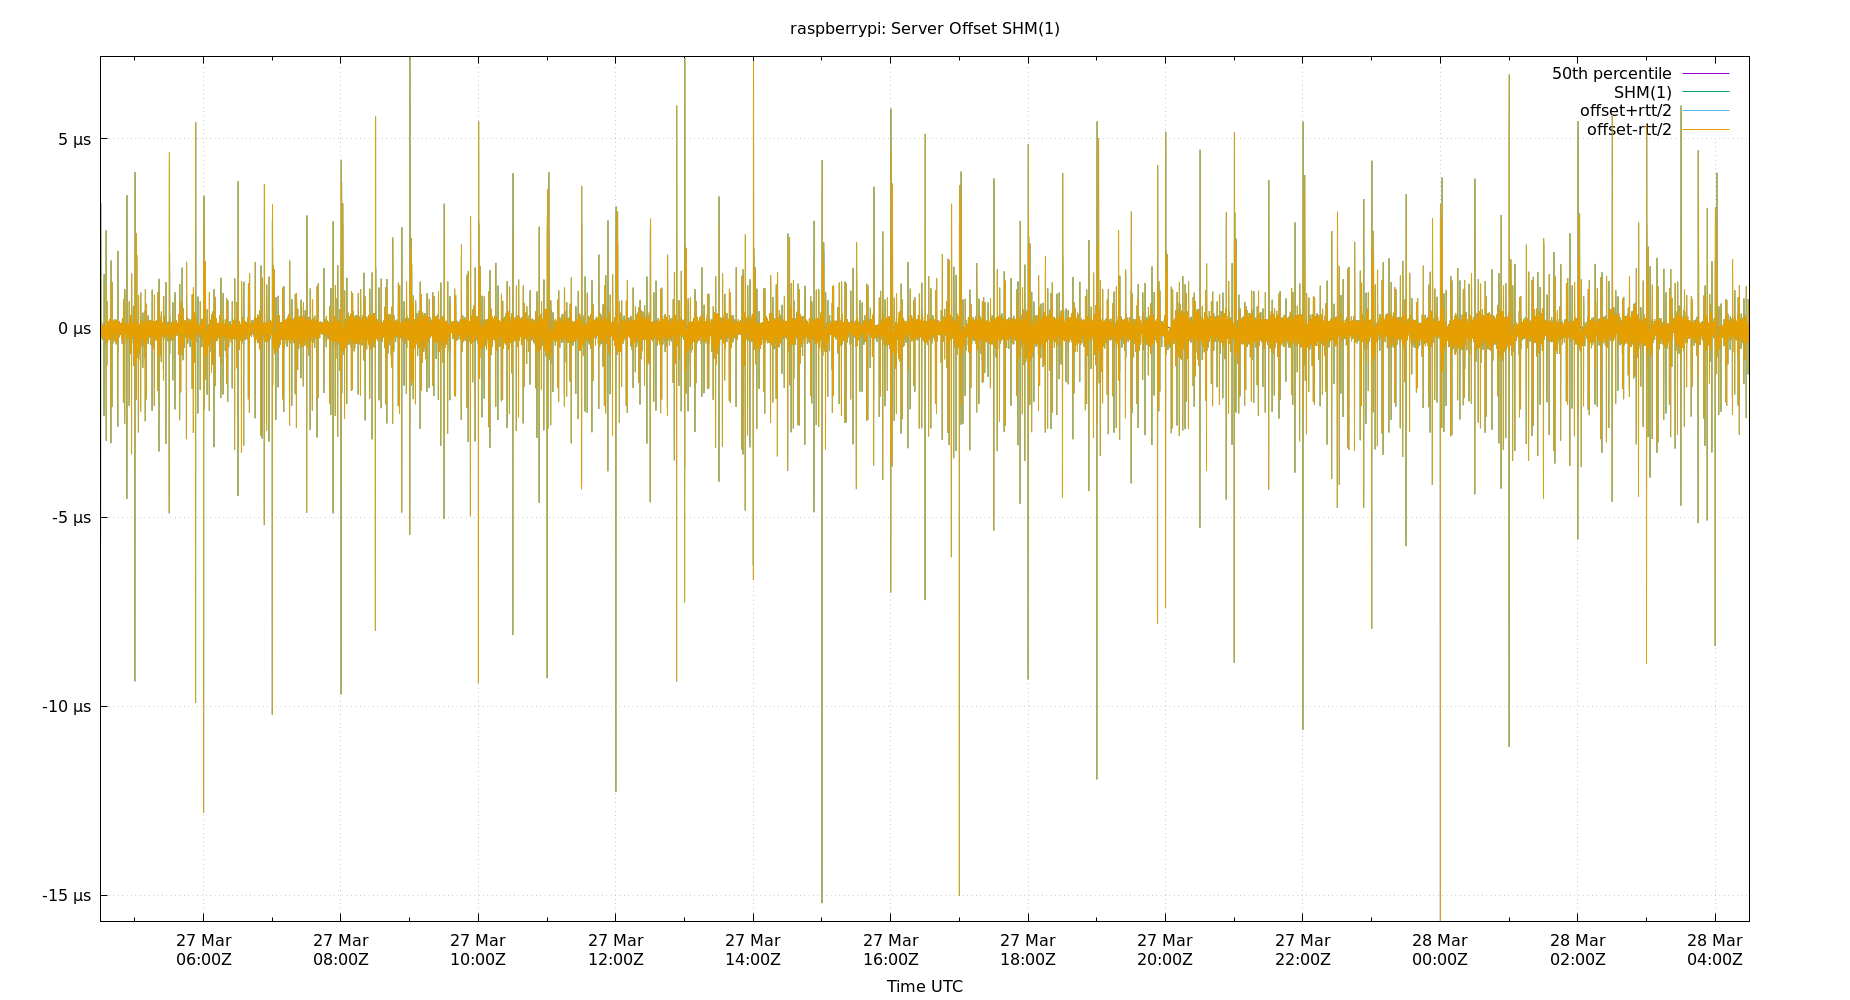 raspberrypi: Server Offset SHM(1)
50th percentile
SHM(1)
offset+rtt/2
offset-rtt/2
5 µs
0 µs
-5 µs
-10 µs
-15 µs
27 Mar 27 Mar 27 Mar 27 Mar 27 Mar 27 Mar 27 Mar 27 Mar 27 Mar 28 Mar 28 Mar 28 Mar
06:00Z 08:00Z 10:00Z 12:00Z 14:00Z 16:00Z 18:00Z 20:00Z 22:00Z 00:00Z 02:00Z 04:00Z
Time UTC